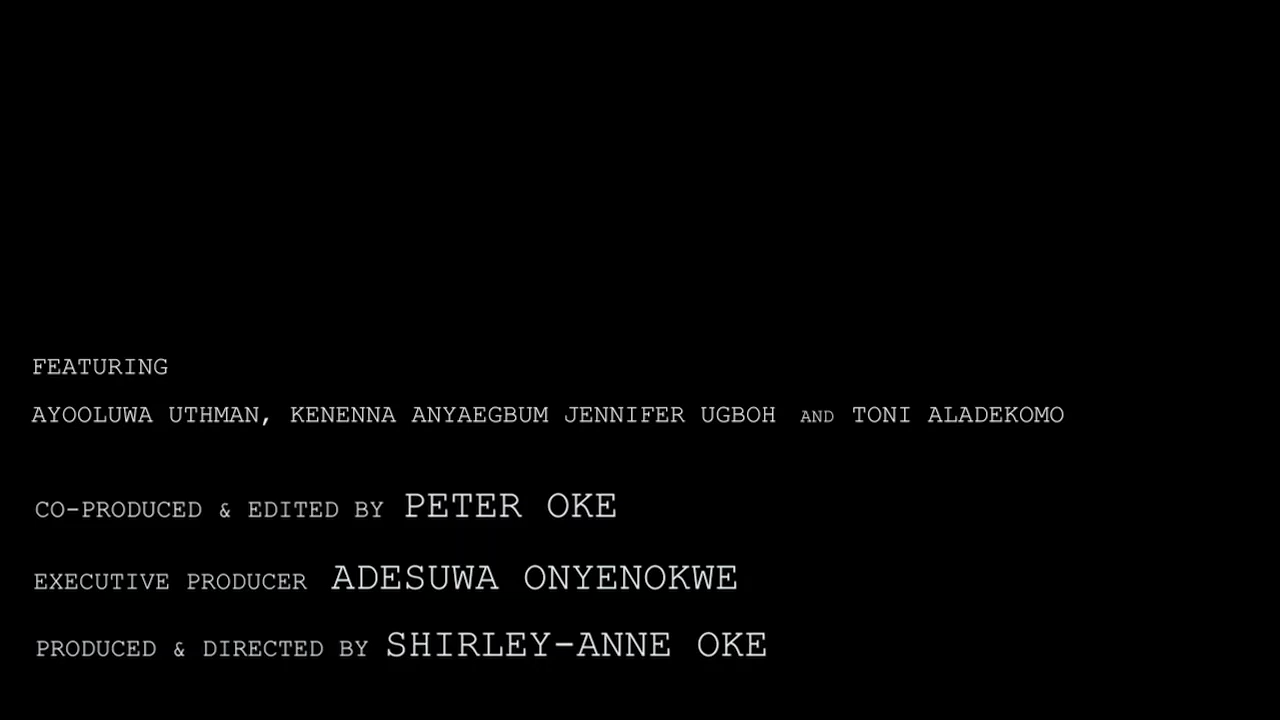 FEATURING
AYOOLUWA UTHMAN, KENENNA ANYAEGBUM JENNIFER UGBOH AND TONI ALADEKOMO
CO-PRODUCED & EDITED BY PETER OKE
EXECUTIVE PRODUCER ADESUWA ONYENOKWE
PRODUCED & DIRECTED BY SHIRLEY-ANNE OKE